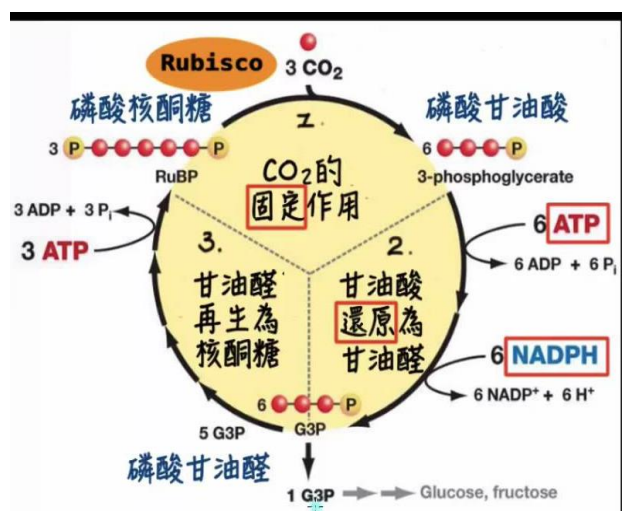 Rubisco
3 CO₂
磷酸核酮糖
3 P P
RuBP
磷酸甘油酸
6 P
3-phosphoglycerate
1.
CO₂的
固定作用
3 ADP + 3 Pᵢ
3 ATP
6 ATP
6 ADP + 6 Pᵢ
3.
甘油醛
再生為
核酮糖
2.
甘油酸
還原為
甘油醛
6 NADPH
6 NADP⁺ + 6 H⁺
6 P
G3P
5 G3P
磷酸甘油醛
1 G3P
Glucose, fructose